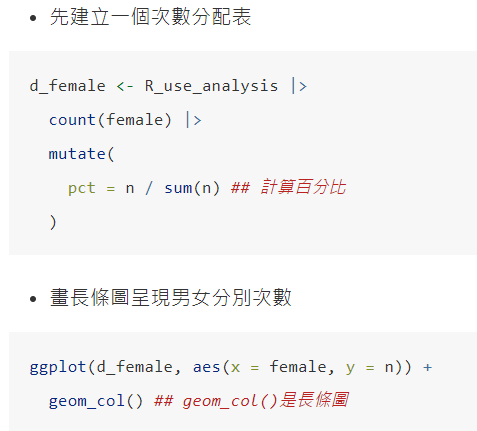 • 先建立一個次數分配表
d_female <- R_use_analysis |>
  count(female) |>
  mutate(
    pct = n / sum(n) ## 計算百分比
  )
• 畫長條圖呈現男女分別次數
ggplot(d_female, aes(x = female, y = n)) +
  geom_col() ## geom_col()是長條圖